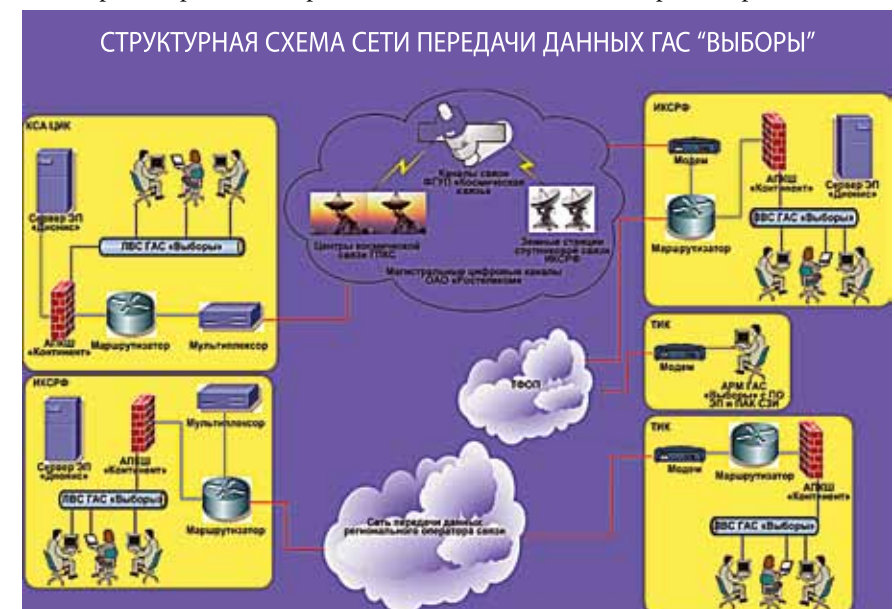 СТРУКТУРНАЯ СХЕМА СЕТИ ПЕРЕДАЧИ ДАННЫХ ГАС “ВЫБОРЫ”
КСА ЦИК
Сервер ЭП
«Дионис»
ЛВС ГАС «Выборы»
АПКШ
«Континент»
Маршрутизатор
Мультиплексор
Каналы связи
ФГУП «Космическая
связь»
Центры космической
связи ГПКС
Земные станции
спутниковой связи
ИКСРФ
Магистральные цифровые каналы
ОАО «Ростелеком»
ИКСРФ
Модем
АПКШ
«Континент»
Сервер ЭП
«Дионис»
Маршрутизатор
ЛВС ГАС «Выборы»
ТФОП
ТИК
Модем
АРМ ГАС
«Выборы» с ПО
ЭП и ПАК СЗИ
ИКСРФ
Сервер ЭП
«Дионис»
АПКШ
«Континент»
Мультиплексор
ЛВС ГАС «Выборы»
Маршрутизатор
Сеть передачи данных
регионального оператора связи
ТИК
Модем
Маршрутизатор
АПКШ
«Континент»
ЛВС ГАС «Выборы»